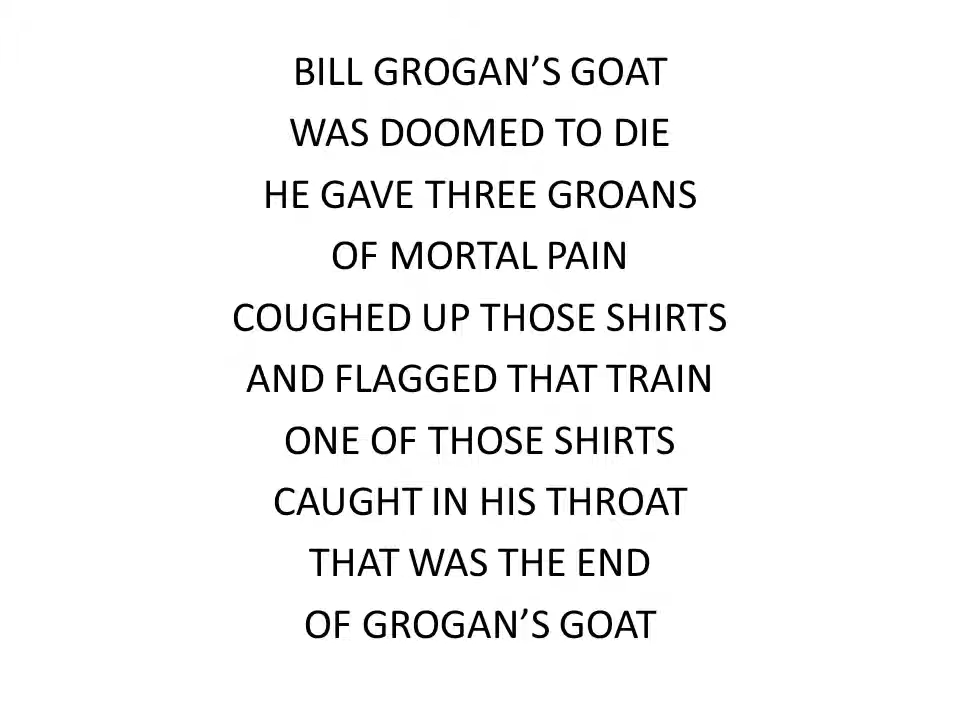 BILL GROGAN’S GOAT
WAS DOOMED TO DIE
HE GAVE THREE GROANS
OF MORTAL PAIN
COUGHED UP THOSE SHIRTS
AND FLAGGED THAT TRAIN
ONE OF THOSE SHIRTS
CAUGHT IN HIS THROAT
THAT WAS THE END
OF GROGAN’S GOAT